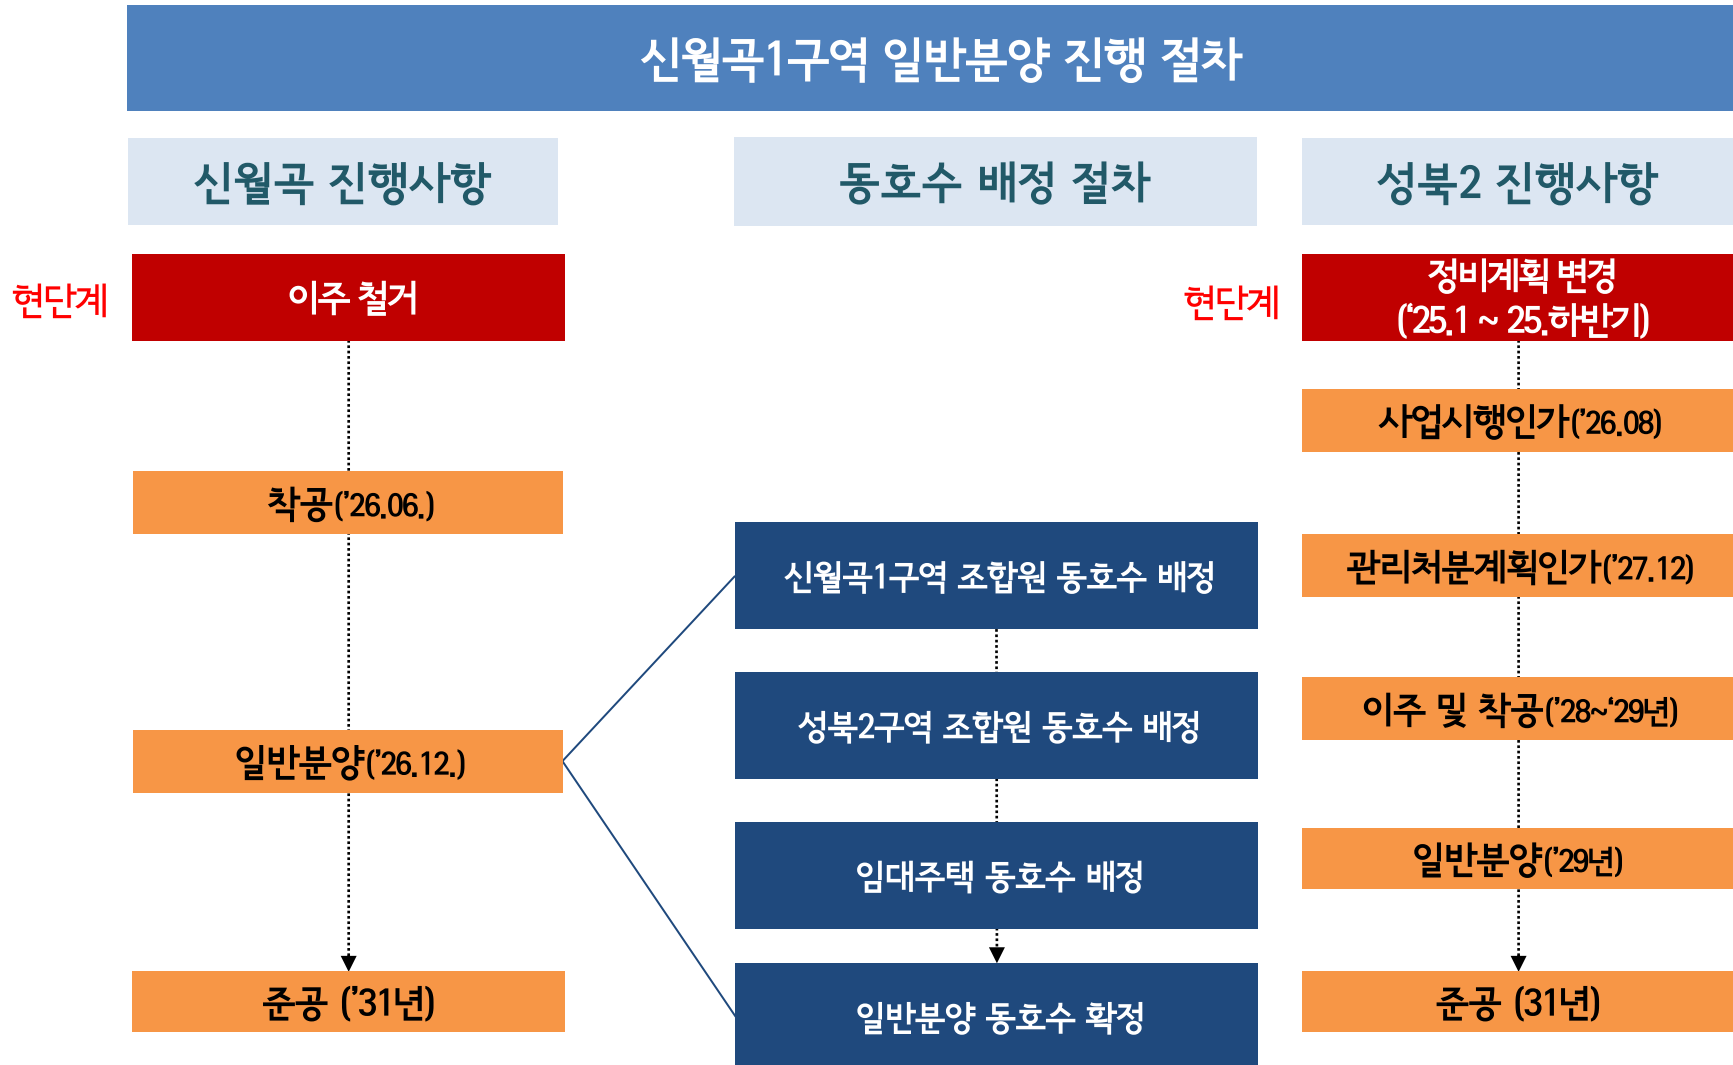 신월곡1구역 일반분양 진행 절차
신월곡 진행사항
현단계
이주 철거
착공(’26.06.)
일반분양(’26.12.)
준공 (’31년)
동호수 배정 절차
신월곡1구역 조합원 동호수 배정
성북2구역 조합원 동호수 배정
임대주택 동호수 배정
일반분양 동호수 확정
성북2 진행사항
현단계
정비계획 변경
(‘25.1 ~ 25.하반기)
사업시행인가(’26.08)
관리처분계획인가(’27.12)
이주 및 착공(’28~‘29년)
일반분양(’29년)
준공 (31년)